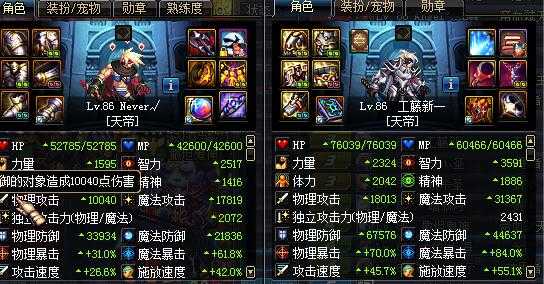 角色 装扮/宠物 勋章 熟练度
Lv.86 Never√
[天帝]
HP 52785/52785 MP 42600/42600
力量 1595 智力 2517
御的对象造成10040点伤害 精神 1416
物理攻击 10040 魔法攻击 17819
独立攻击力(物理/魔法) 2072
物理防御 33934 魔法防御 21836
物理暴击 +31.0% 魔法暴击 +61.8%
攻击速度 +26.6% 施放速度 +42.0%
角色 装扮/宠物 勋章
Lv.86 工藤新一
[天帝]
HP 76039/76039 MP 60466/60466
力量 2324 智力 3591
体力 2042 精神 1886
物理攻击 18013 魔法攻击 31367
独立攻击力(物理/魔法) 2431
物理防御 57576 魔法防御 44637
物理暴击 +70.0% 魔法暴击 +84.0%
攻击速度 +45.7% 施放速度 +55.1%